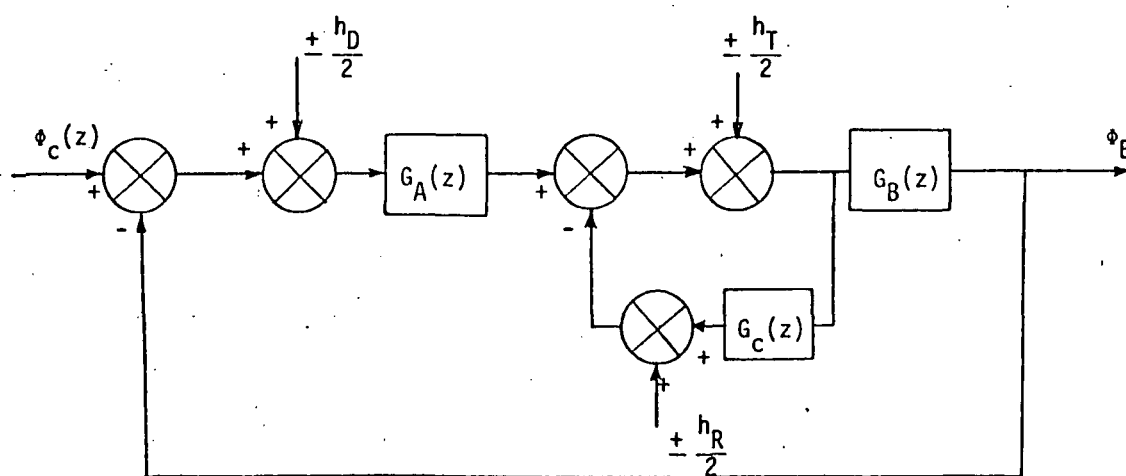 ± h_D/2
± h_T/2
Φ_c(z)
+
-
+
+
G_A(z)
+
-
+
+
G_B(z)
Φ_E
G_c(z)
+
+
± h_R/2